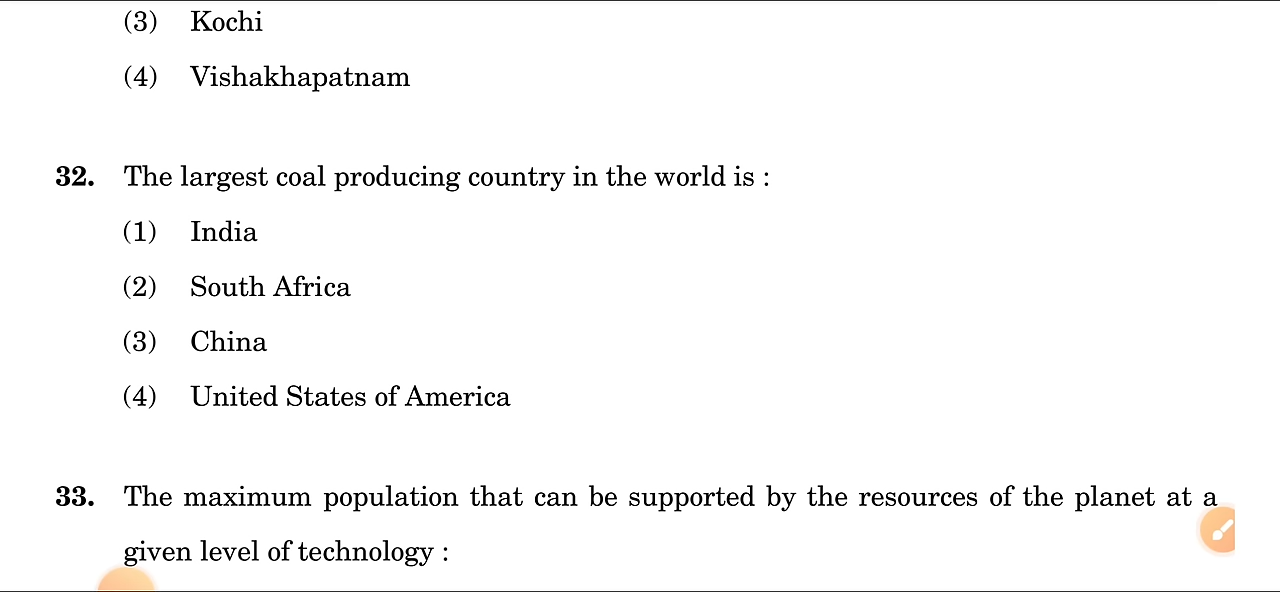 (3) Kochi
(4) Vishakhapatnam
32. The largest coal producing country in the world is :
(1) India
(2) South Africa
(3) China
(4) United States of America
33. The maximum population that can be supported by the resources of the planet at a
given level of technology :